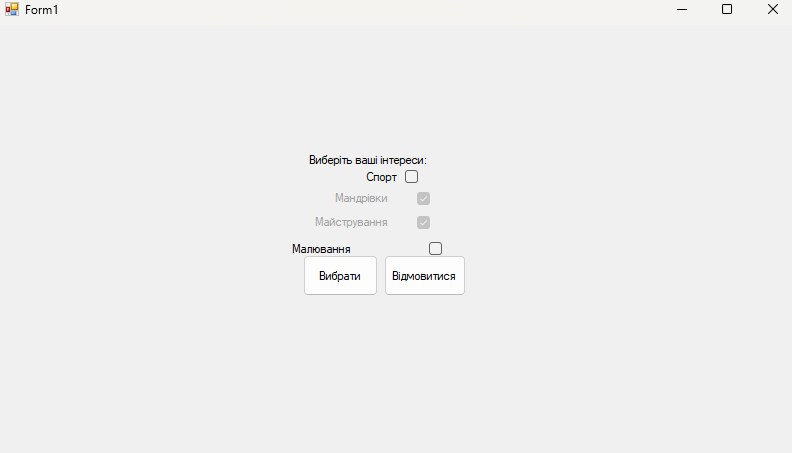 Form1
Виберіть ваші інтереси:
Спорт
Мандрівки
Майстрування
Малювання
Вибрати Відмовитися